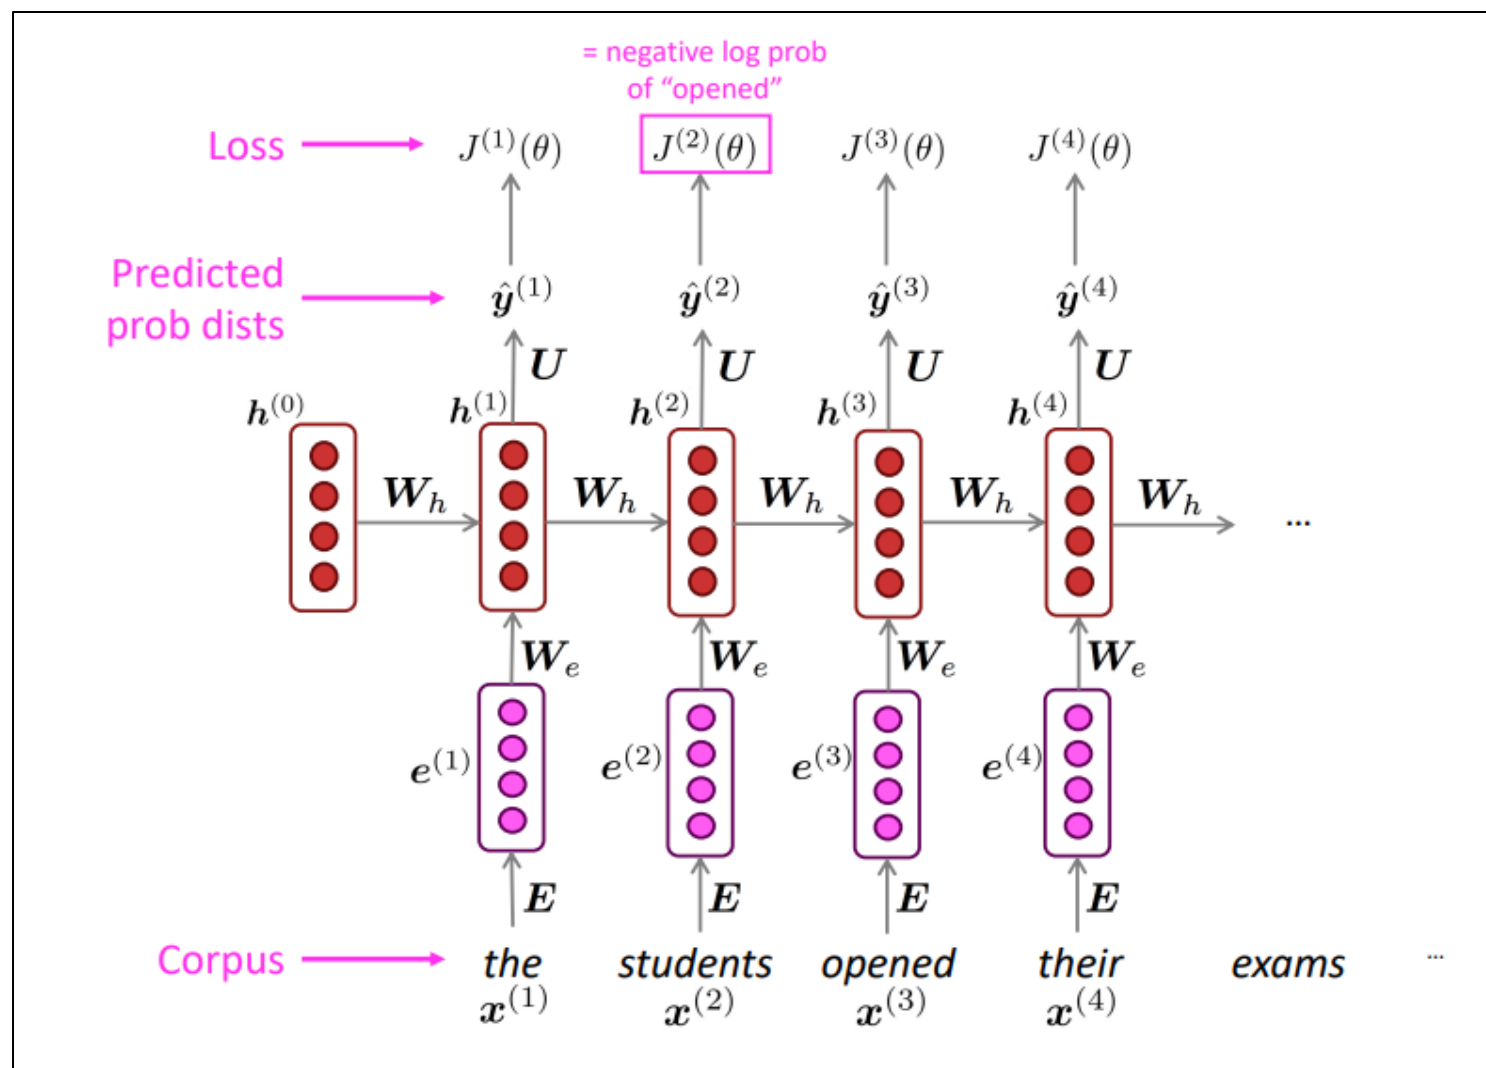 = negative log prob
of “opened”
Loss J⁽¹⁾(θ) J⁽²⁾(θ) J⁽³⁾(θ) J⁽⁴⁾(θ)
Predicted
prob dists
ŷ⁽¹⁾ ŷ⁽²⁾ ŷ⁽³⁾ ŷ⁽⁴⁾
U U U U
h⁽⁰⁾ h⁽¹⁾ h⁽²⁾ h⁽³⁾ h⁽⁴⁾
Wₕ Wₕ Wₕ Wₕ Wₕ ...
Wₑ Wₑ Wₑ Wₑ
e⁽¹⁾ e⁽²⁾ e⁽³⁾ e⁽⁴⁾
E E E E
Corpus the students opened their exams ...
x⁽¹⁾ x⁽²⁾ x⁽³⁾ x⁽⁴⁾